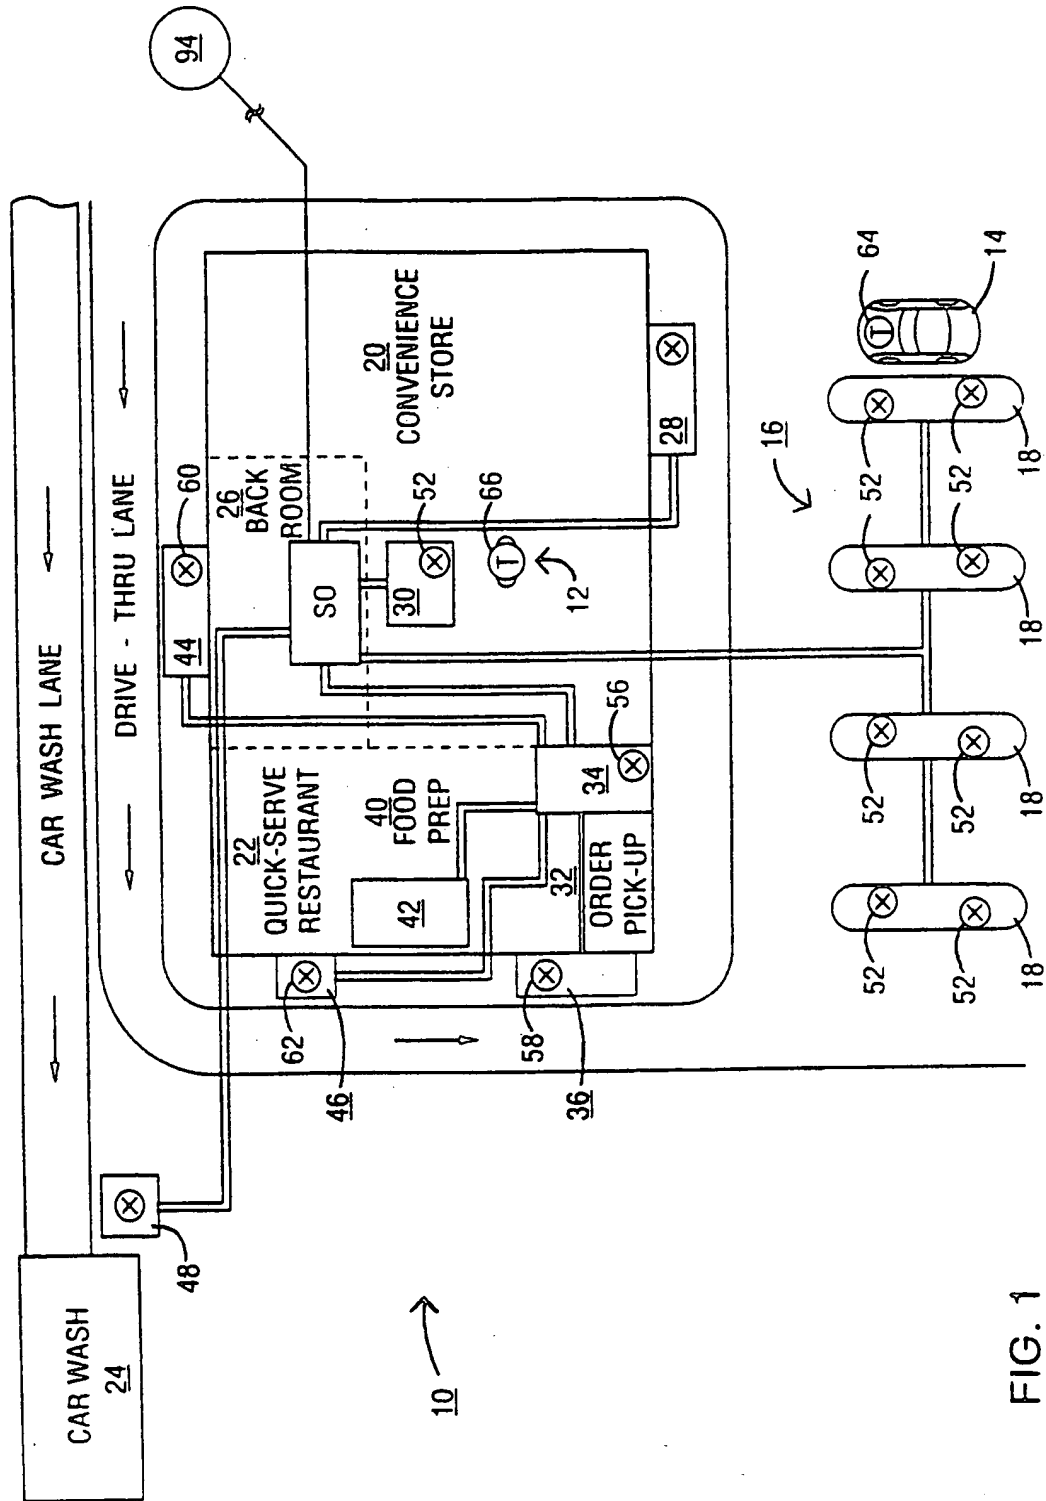 CAR WASH LANE
CAR WASH
24
DRIVE - THRU LANE
94
48
60
44
26
BACK
ROOM
22
QUICK-SERVE
RESTAURANT
62
46
SO
20
CONVENIENCE
STORE
40
FOOD
PREP
42
30
52
10
66
T
12
58
36
32
34
56
ORDER
PICK-UP
28
16
52
52
52
52
64
T
52
52
52
52
14
18
18
18
18
FIG. 1